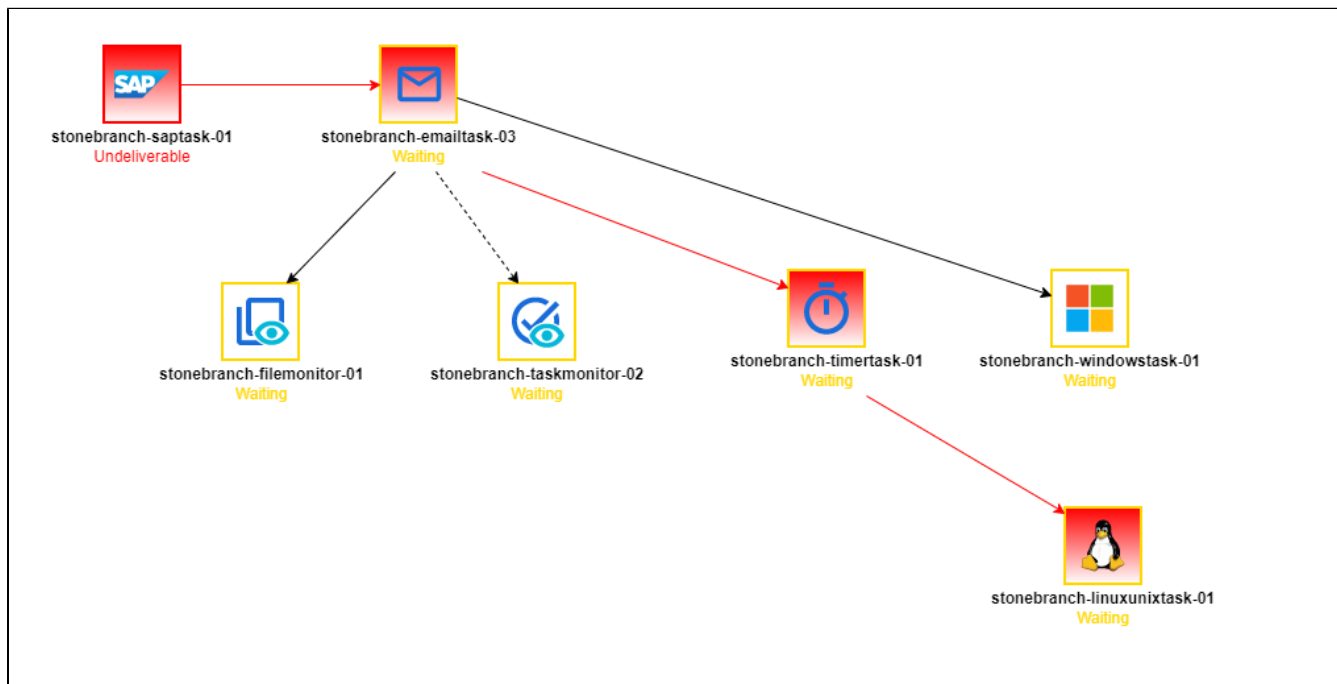 SAP
stonebranch-saptask-01
Undeliverable
stonebranch-emailtask-03
Waiting
stonebranch-filemonitor-01
Waiting
stonebranch-taskmonitor-02
Waiting
stonebranch-timertask-01
Waiting
stonebranch-windowstask-01
Waiting
stonebranch-linuxunixtask-01
Waiting